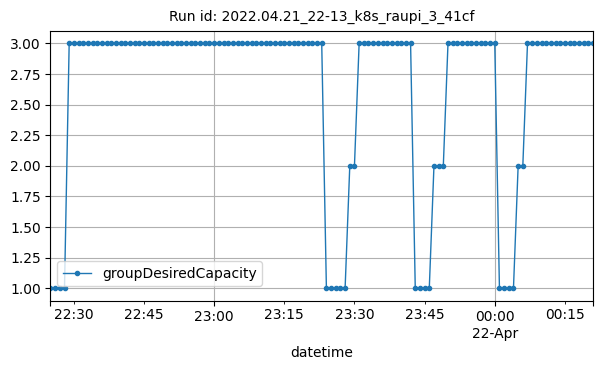 Run id: 2022.04.21_22-13_k8s_raupi_3_41cf
3.00
2.75
2.50
2.25
2.00
1.75
1.50
1.25
1.00
groupDesiredCapacity
22:30 22:45 23:00 23:15 23:30 23:45 00:00 00:15
22-Apr
datetime